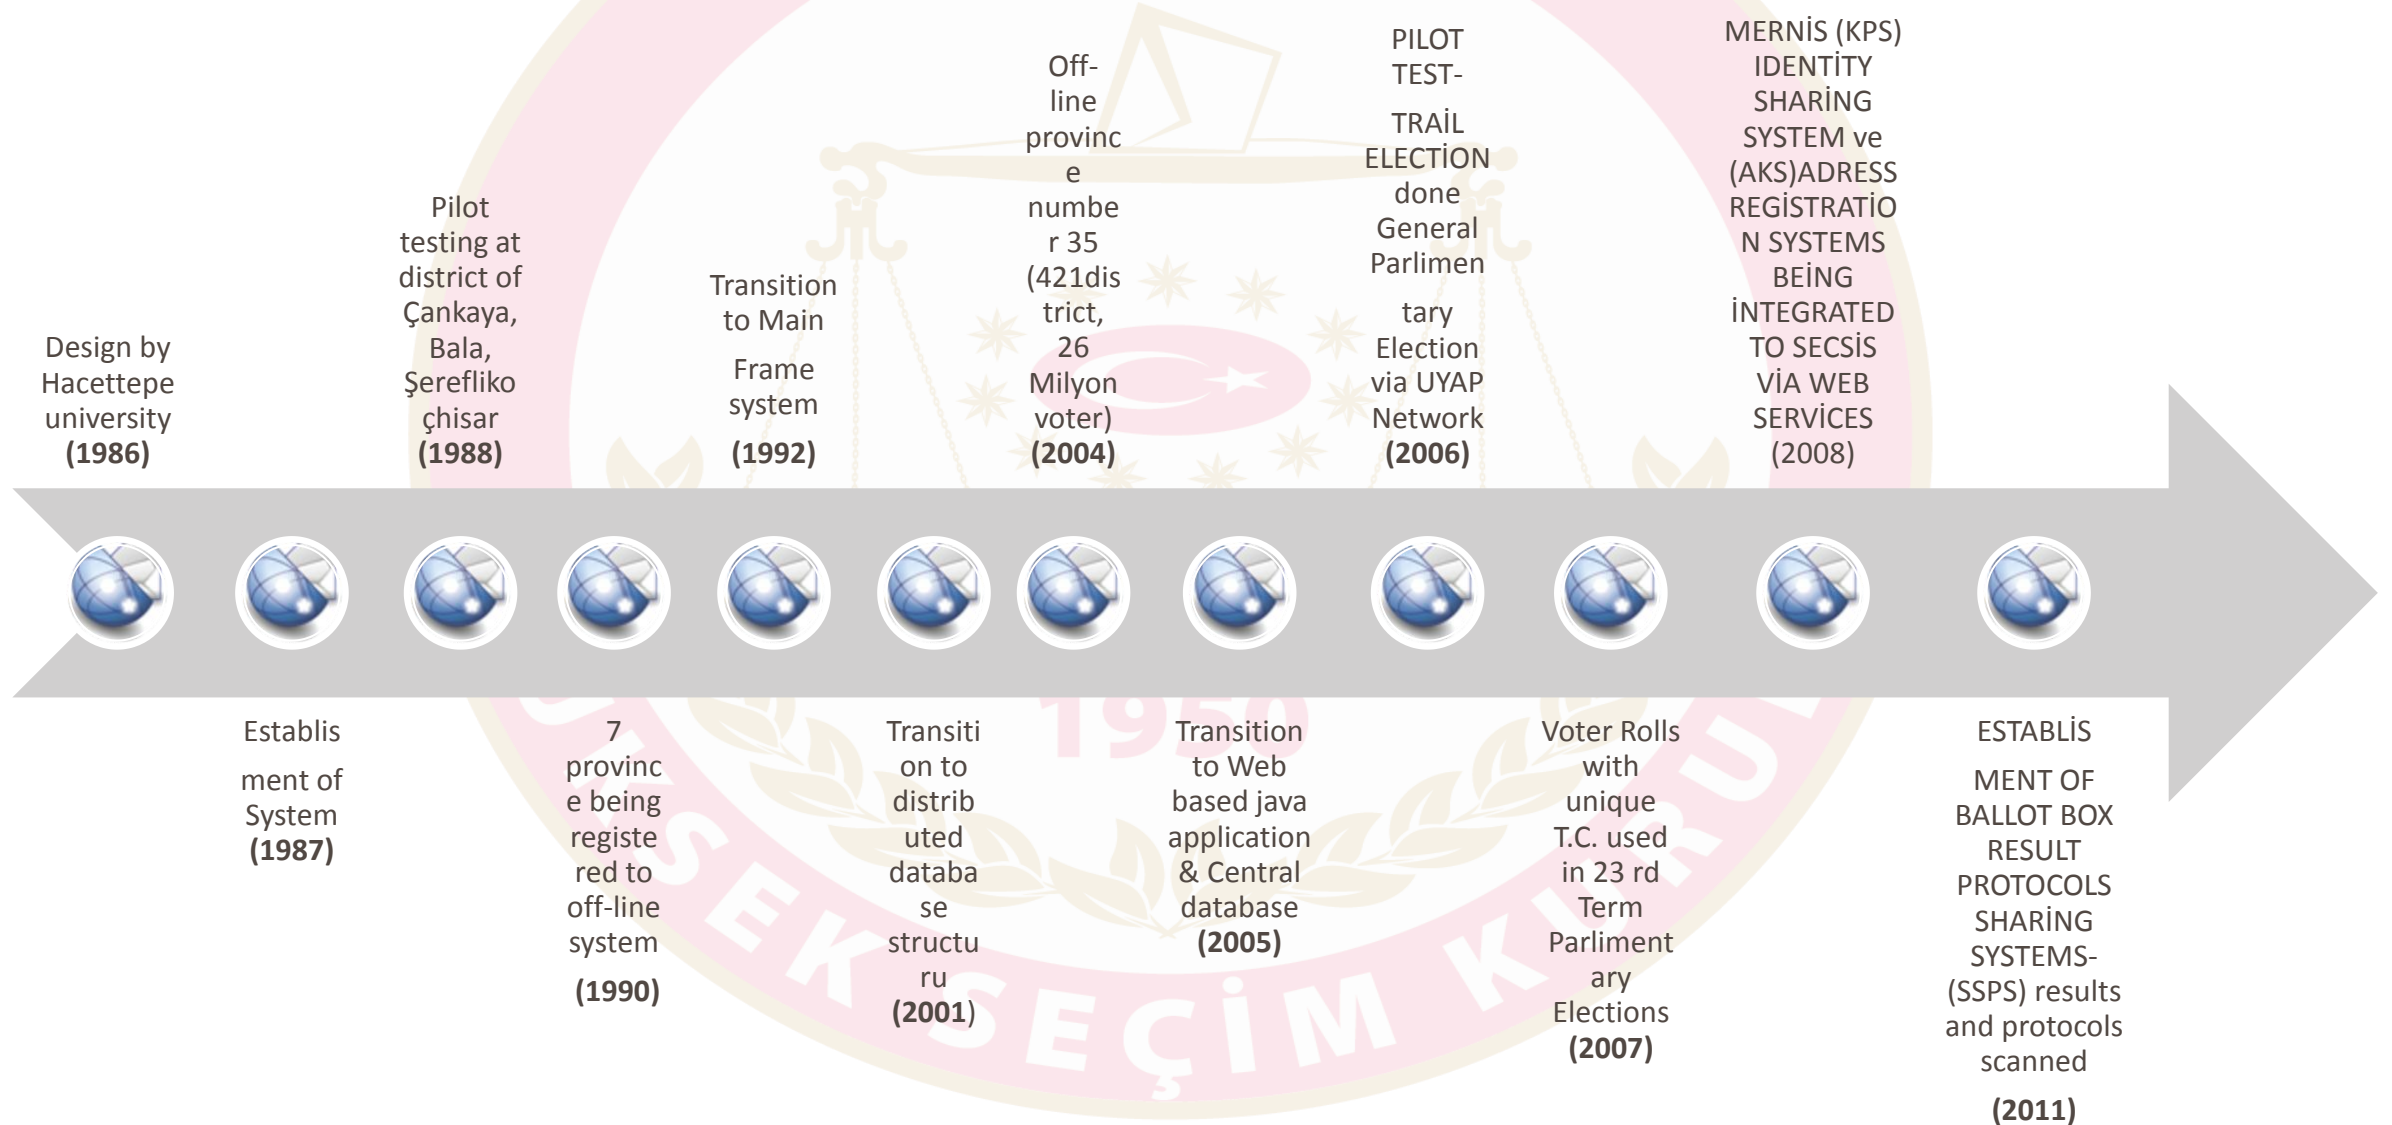 Design by
Hacettepe
university
(1986)
Establis
ment of
System
(1987)
Pilot
testing at
district of
Çankaya,
Bala,
Şerefliko
çhisar
(1988)
7
provinc
e being
registe
red to
off-line
system
(1990)
Transition
to Main
Frame
system
(1992)
Transiti
on to
distrib
uted
databa
se
structu
ru
(2001)
Off-
line
provinc
e
numbe
r 35
(421dis
trict,
26
Milyon
voter)
(2004)
Transition
to Web
based java
application
& Central
database
(2005)
PILOT
TEST-
TRAİL
ELECTİON
done
General
Parlimen
tary
Election
via UYAP
Network
(2006)
Voter Rolls
with
unique
T.C. used
in 23 rd
Term
Parliment
ary
Elections
(2007)
MERNİS (KPS)
IDENTİTY
SHARİNG
SYSTEM ve
(AKS)ADRESS
REGİSTRATİO
N SYSTEMS
BEİNG
İNTEGRATED
TO SECSİS
VİA WEB
SERVİCES
(2008)
ESTABLİS
MENT OF
BALLOT BOX
RESULT
PROTOCOLS
SHARİNG
SYSTEMS-
(SSPS) results
and protocols
scanned
(2011)
1950
KSEK SEÇİM KURU